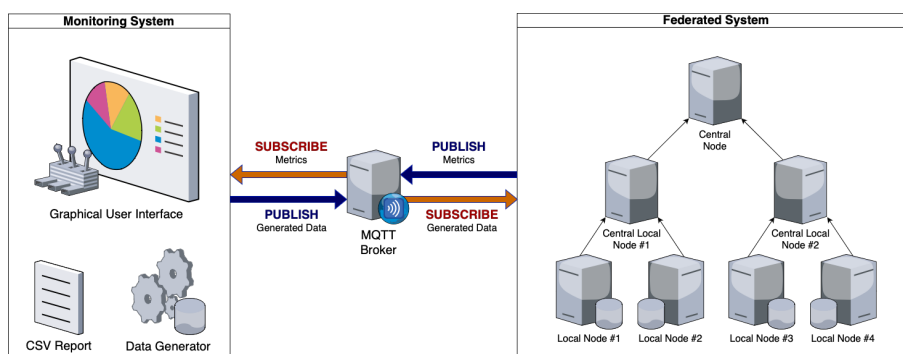 Monitoring System
Federated System
Graphical User Interface
CSV Report
Data Generator
SUBSCRIBE
Metrics
PUBLISH
Generated Data
MQTT
Broker
PUBLISH
Metrics
SUBSCRIBE
Generated Data
Central
Node
Central Local
Node #1
Central Local
Node #2
Local Node #1
Local Node #2
Local Node #3
Local Node #4